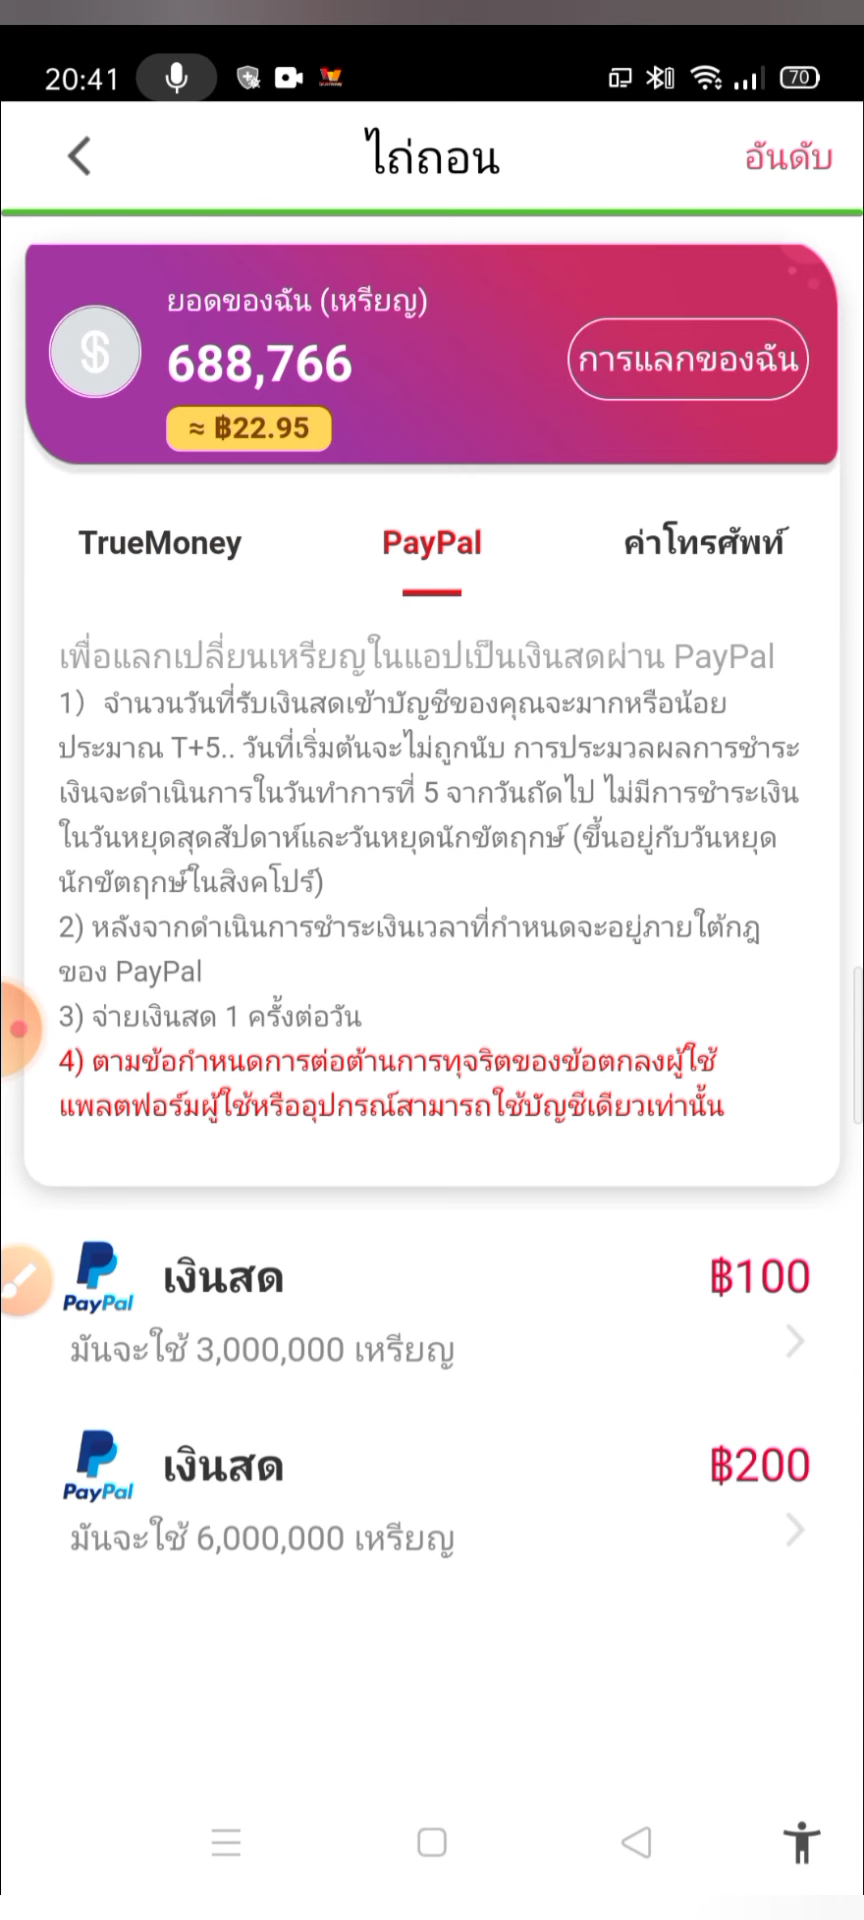 20:41
70
ไถ่ถอน
อันดับ
ยอดของฉัน (เหรียญ)
688,766
การแลกของฉัน
≈ ฿22.95
TrueMoney
PayPal
ค่าโทรศัพท์
เพื่อแลกเปลี่ยนเหรียญในแอปเป็นเงินสดผ่าน PayPal
1) จำนวนวันที่รับเงินสดเข้าบัญชีของคุณจะมากหรือน้อย
ประมาณ T+5.. วันที่เริ่มต้นจะไม่ถูกนับ การประมวลผลการชำระ
เงินจะดำเนินการในวันทำการที่ 5 จากวันถัดไป ไม่มีการชำระเงิน
ในวันหยุดสุดสัปดาห์และวันหยุดนักขัตฤกษ์ (ขึ้นอยู่กับวันหยุด
นักขัตฤกษ์ในสิงคโปร์)
2) หลังจากดำเนินการชำระเงินเวลาที่กำหนดจะอยู่ภายใต้กฎ
ของ PayPal
3) จ่ายเงินสด 1 ครั้งต่อวัน
4) ตามข้อกำหนดการต่อต้านการทุจริตของข้อตกลงผู้ใช้
แพลตฟอร์มผู้ใช้หรืออุปกรณ์สามารถใช้บัญชีเดียวเท่านั้น
PayPal
เงินสด
฿100
มันจะใช้ 3,000,000 เหรียญ
PayPal
เงินสด
฿200
มันจะใช้ 6,000,000 เหรียญ